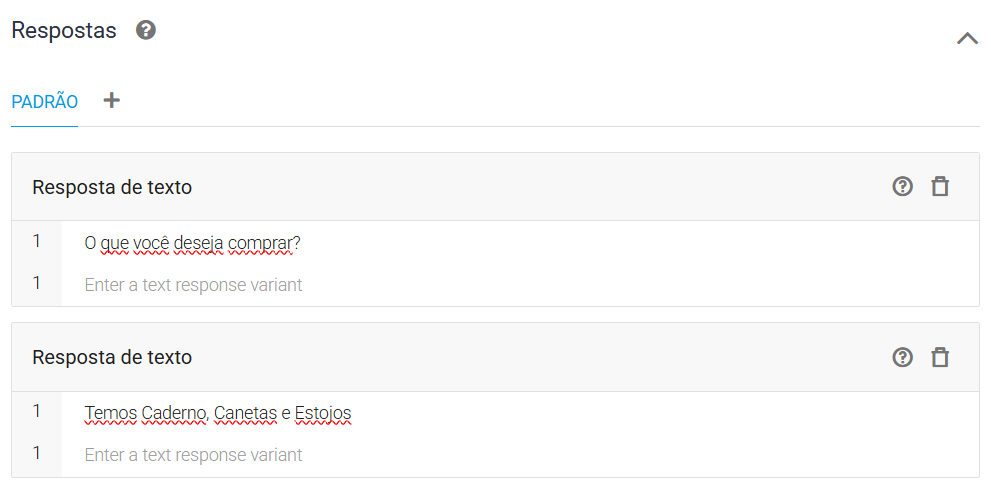 Respostas
PADRÃO
Resposta de texto
1 O que você deseja comprar?
1 Enter a text response variant
Resposta de texto
1 Temos Caderno, Canetas e Estojos
1 Enter a text response variant